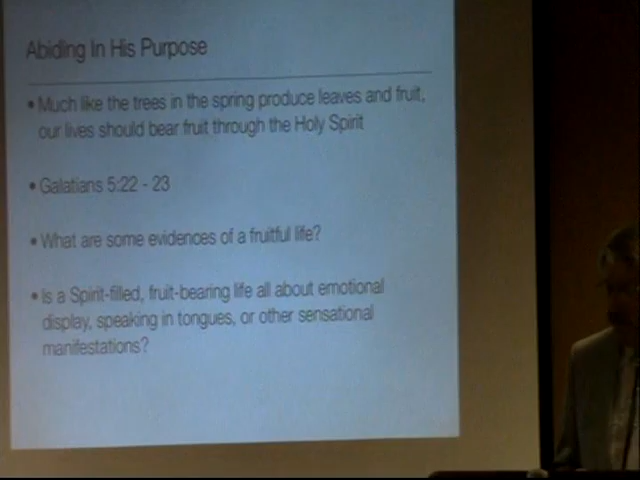 Abiding In His Purpose
• Much like the trees in the spring produce leaves and fruit,
our lives should bear fruit through the Holy Spirit
• Galatians 5:22 - 23
• What are some evidences of a fruitful life?
• Is a Spirit-filled, fruit-bearing life all about emotional
display, speaking in tongues, or other sensational
manifestations?